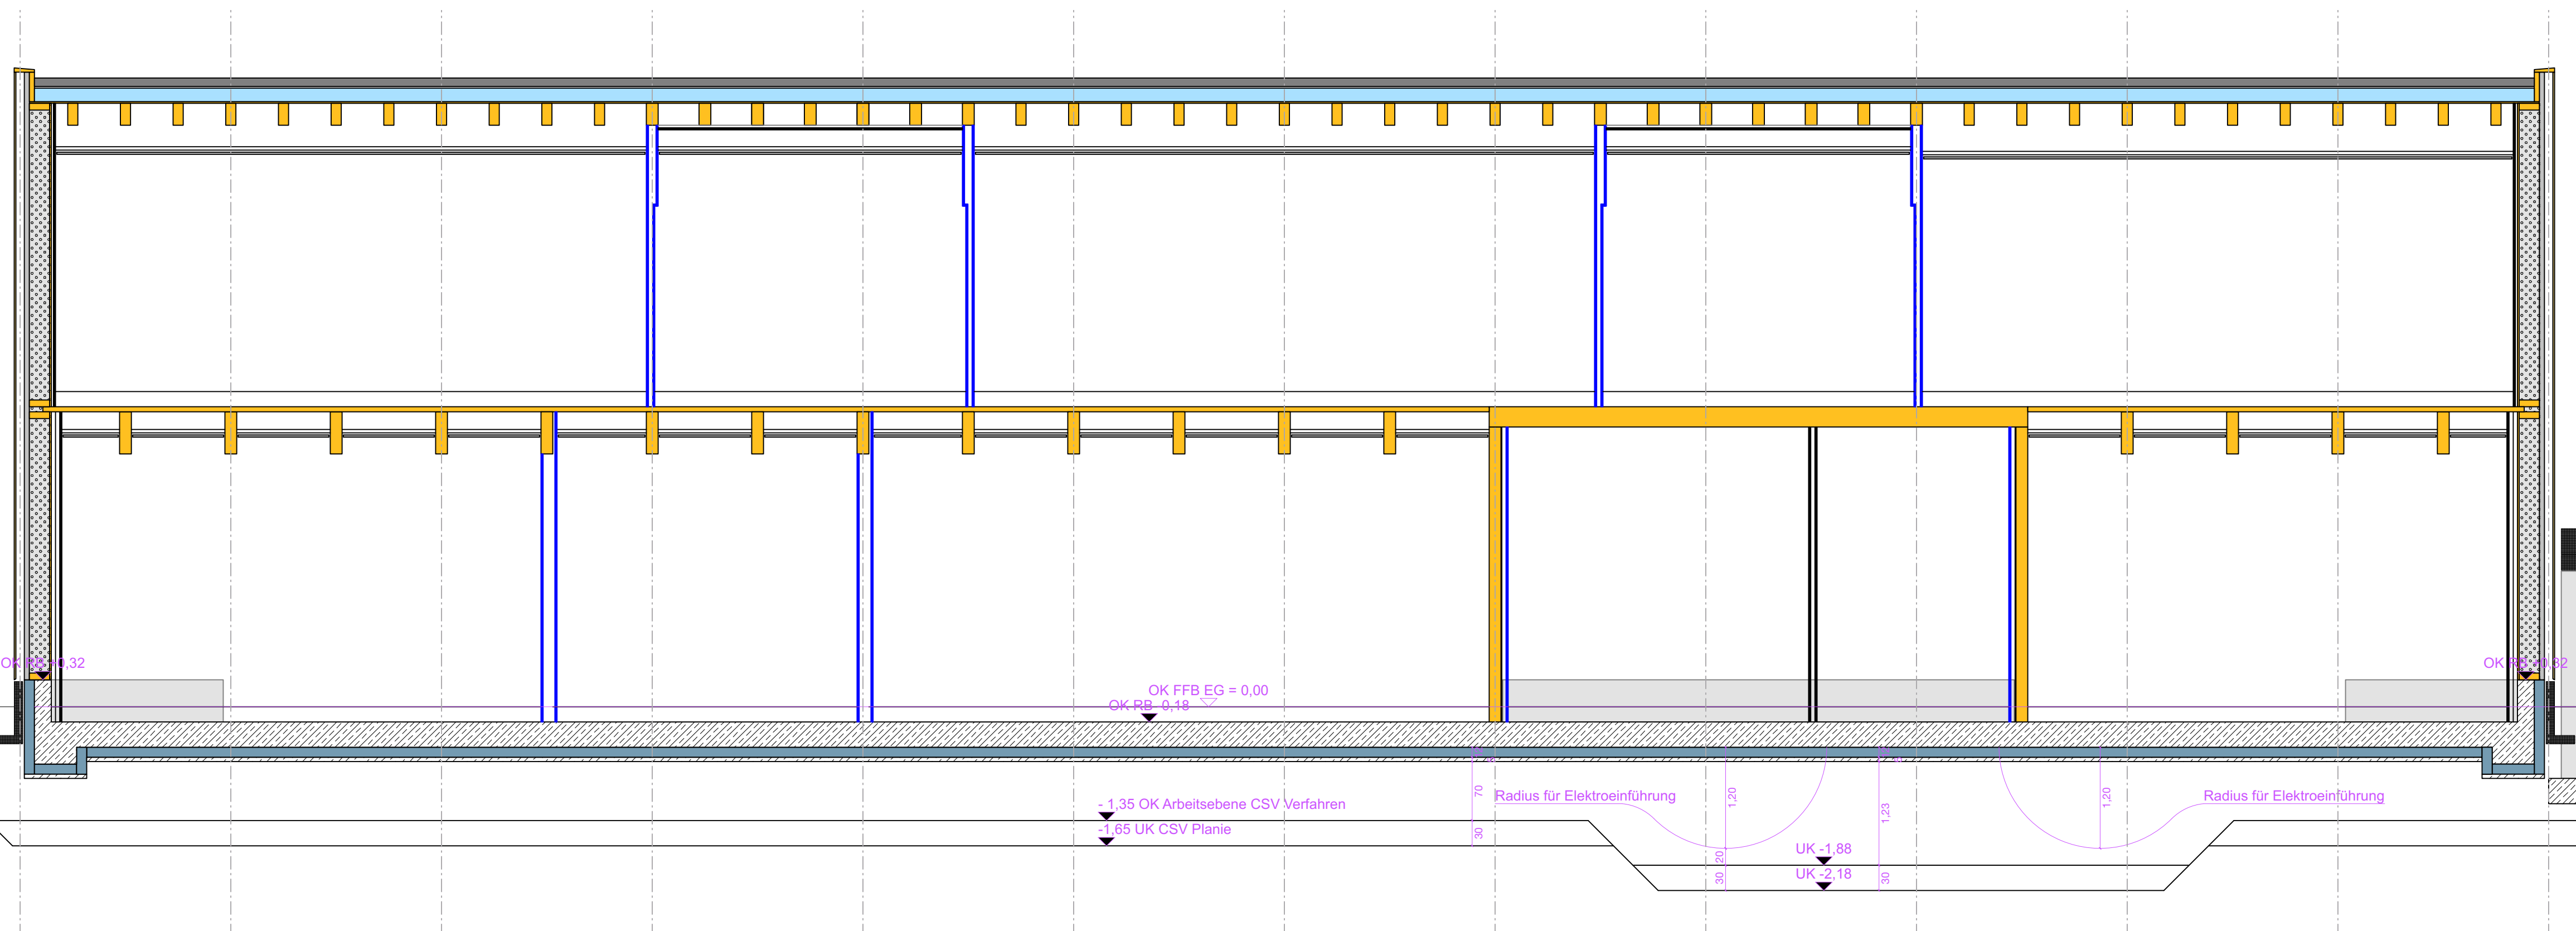 OK RB +0,32
OK RB +0,32
OK FFB EG = 0,00
OK RB -0,18
- 1,35 OK Arbeitsebene CSV Verfahren
-1,65 UK CSV Planie
70
30
Radius für Elektroeinführung
1,20
20
30
1,23
30
UK -1,88
UK -2,18
1,20
Radius für Elektroeinführung